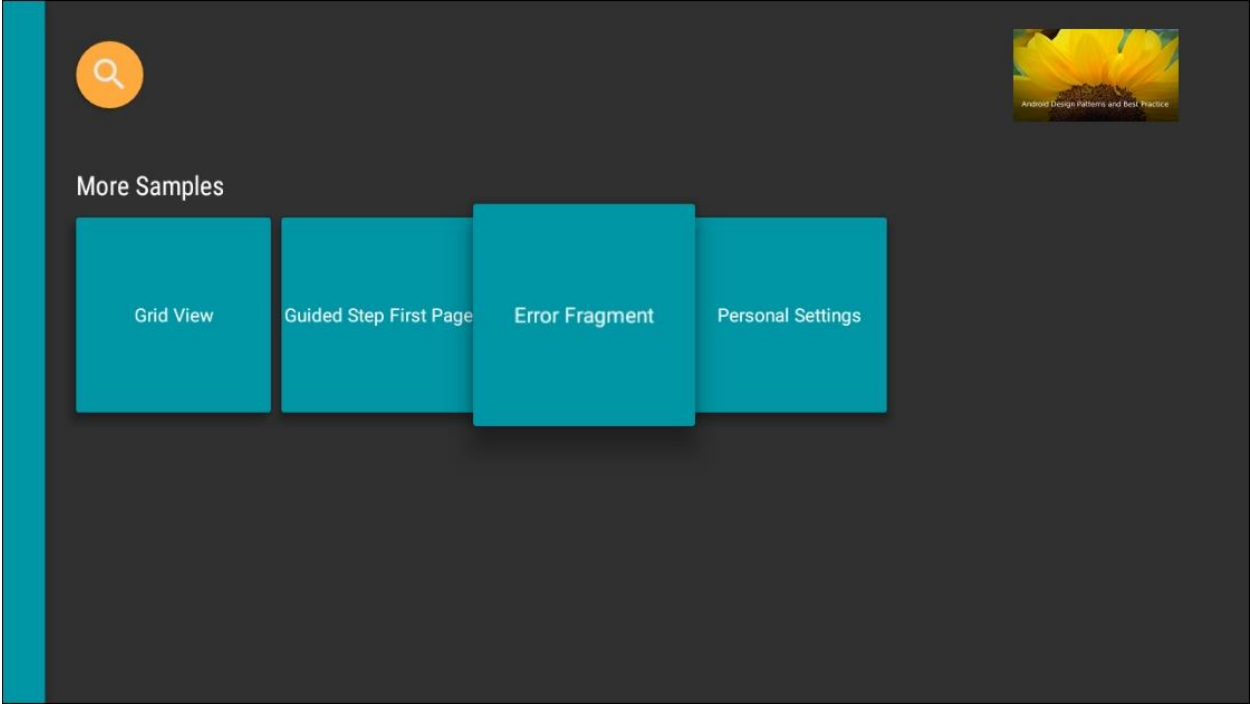 Android Design Patterns and Best Practice
More Samples
Grid View
Guided Step First Page
Error Fragment
Personal Settings